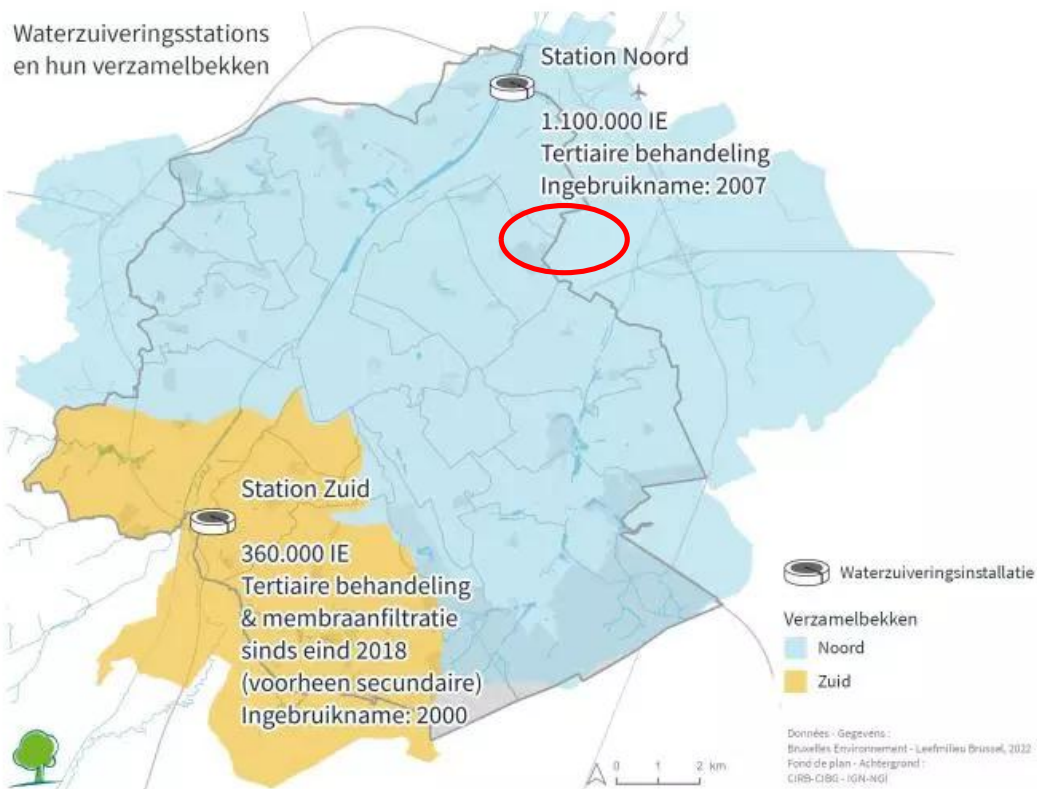 Waterzuiveringsstations
en hun verzamelbekken
Station Noord
1.100.000 IE
Tertiaire behandeling
Ingebruikname: 2007
Station Zuid
360.000 IE
Tertiaire behandeling
& membraanfiltratie
sinds eind 2018
(voorheen secundaire)
Ingebruikname: 2000
Waterzuiveringsinstallatie
Verzamelbekken
Noord
Zuid
Données - Gegevens :
Bruxelles Environnement - Leefmilieu Brussel, 2022
Fond de plan - Achtergrond :
CIRB-CIBG - IGN-NGI
0 1 2 km